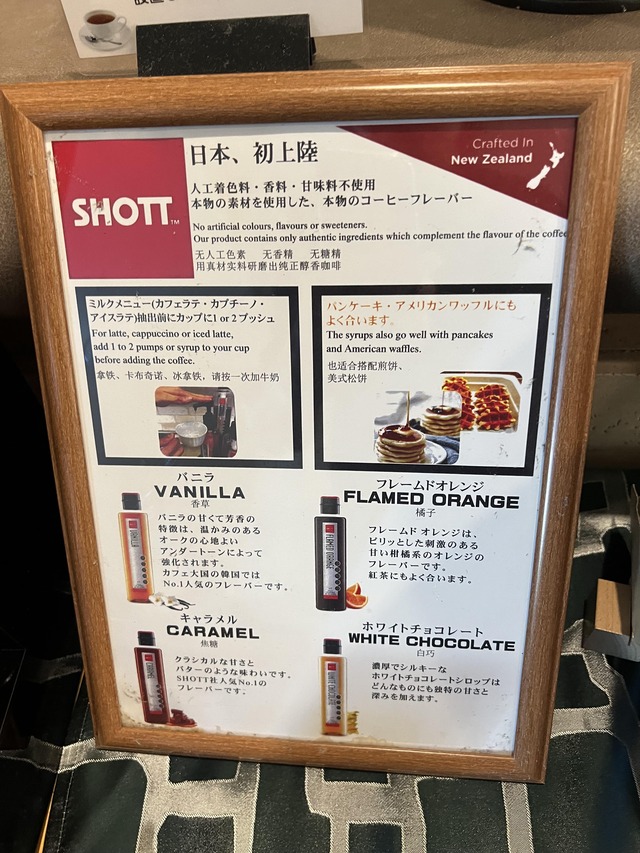 SHOTT™
日本、初上陸
Crafted In
New Zealand
人工着色料・香料・甘味料不使用
本物の素材を使用した、本物のコーヒーフレーバー
No artificial colours, flavours or sweeteners.
Our product contains only authentic ingredients which complement the flavour of the coffee
无人工色素 无香精 无糖精
用真材实料研磨出纯正醇香咖啡
ミルクメニュー(カフェラテ・カプチーノ・
アイスラテ)抽出前にカップに1 or 2 プッシュ
For latte, cappuccino or iced latte,
add 1 to 2 pumps or syrup to your cup
before adding the coffee.
拿铁、卡布奇诺、冰拿铁，请按一次加牛奶
パンケーキ・アメリカンワッフルにも
よく合います。
The syrups also go well with pancakes
and American waffles.
也适合搭配煎饼、
美式松饼
バニラ
VANILLA
香草
バニラの甘くて芳香の
特徴は、温かみのある
オークの心地よい
アンダートーンによって
強化されます。
カフェ大国の韓国では
No.1人気のフレーバーです。
VANILLA
フレームドオレンジ
FLAMED ORANGE
橘子
フレームド オレンジは、
ピリッとした刺激のある
甘い柑橘系のオレンジの
フレーバーです。
紅茶にもよく合います。
FLAMED ORANGE
キャラメル
CARAMEL
焦糖
クラシカルな甘さと
バターのような味わいです。
SHOTT社人気No.1の
フレーバーです。
CARAMEL
ホワイトチョコレート
WHITE CHOCOLATE
白巧
濃厚でシルキーな
ホワイトチョコレートシロップは
どんなものにも独特の甘さと
深みを加えます。
WHITE CHOCOLATE